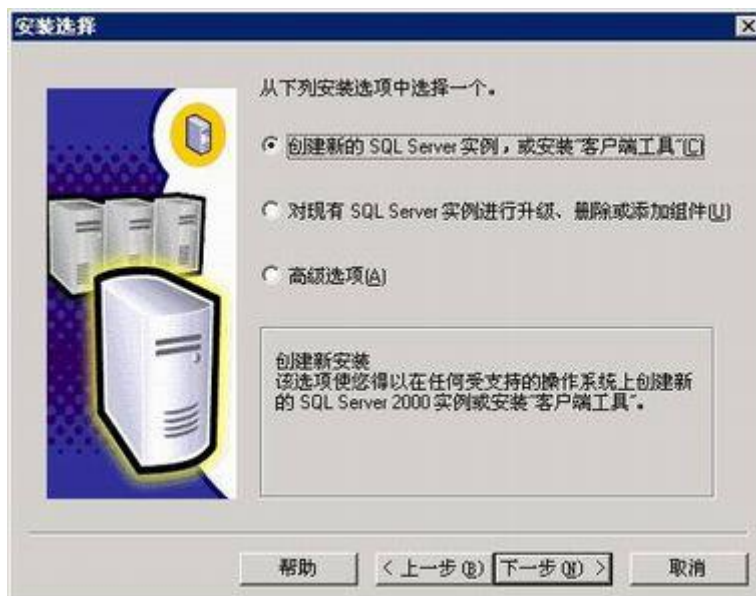 安装选择
从下列安装选项中选择一个。
创建新的 SQL Server 实例，或安装"客户端工具"(C)
对现有 SQL Server 实例进行升级、删除或添加组件(U)
高级选项(A)
创建新安装
该选项使您得以在任何受支持的操作系统上创建新
的 SQL Server 2000 实例或安装"客户端工具"。
帮助
< 上一步(B)
下一步(N) >
取消